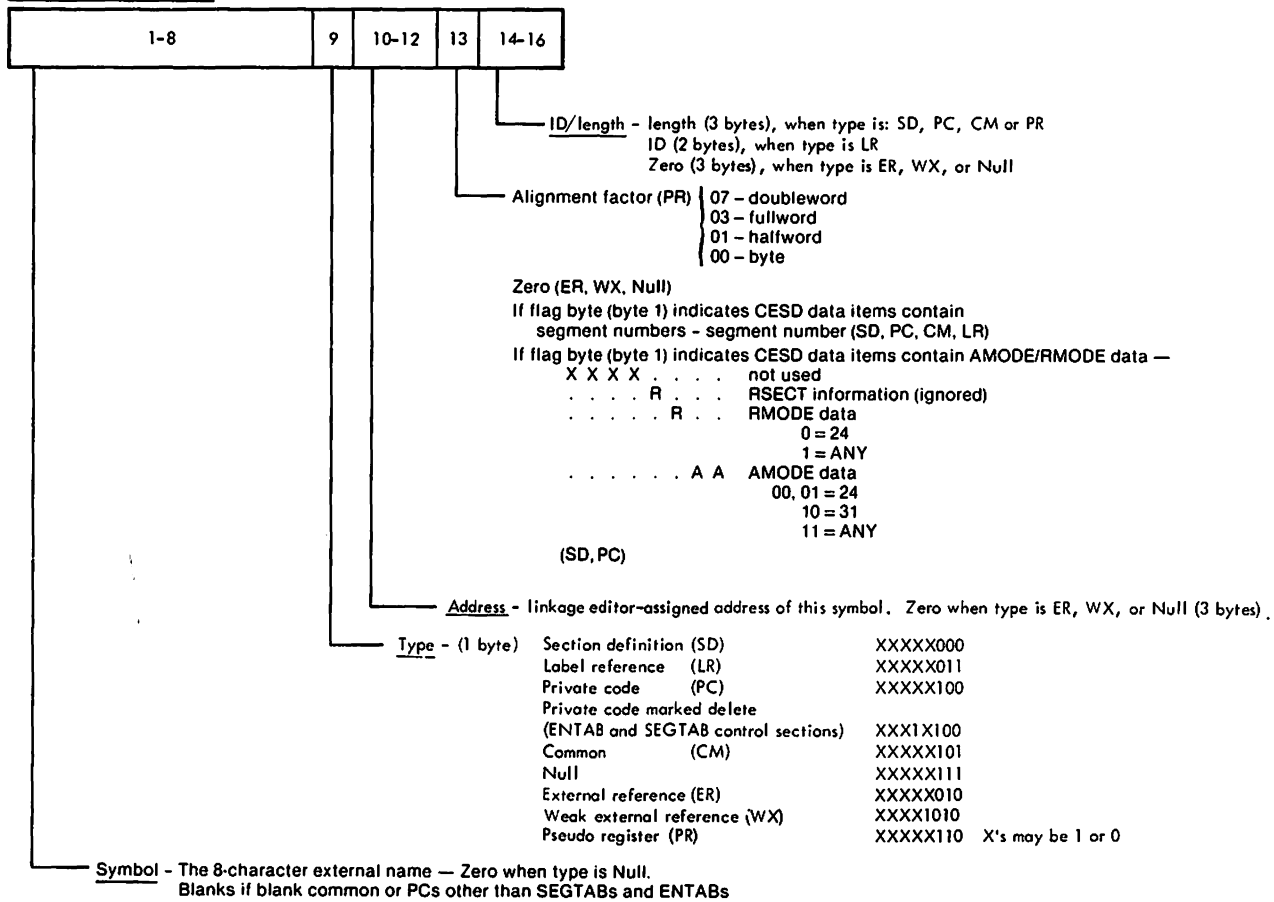 1-8 9 10-12 13 14-16
ID/length - length (3 bytes), when type is: SD, PC, CM or PR
ID (2 bytes), when type is LR
Zero (3 bytes), when type is ER, WX, or Null
Alignment factor (PR) 07 – doubleword
03 – fullword
01 – halfword
00 – byte
Zero (ER, WX, Null)
If flag byte (byte 1) indicates CESD data items contain
segment numbers – segment number (SD, PC, CM, LR)
If flag byte (byte 1) indicates CESD data items contain AMODE/RMODE data —
X X X X . . . . not used
. . . . R . . . RSECT information (ignored)
. . . . . R . . RMODE data
0 = 24
1 = ANY
. . . . . . A A AMODE data
00, 01 = 24
10 = 31
11 = ANY
(SD, PC)
Address - linkage editor-assigned address of this symbol. Zero when type is ER, WX, or Null (3 bytes).
Type - (1 byte) Section definition (SD) XXXXX000
Label reference (LR) XXXXX011
Private code (PC) XXXXX100
Private code marked delete
(ENTAB and SEGTAB control sections) XXX1X100
Common (CM) XXXXX101
Null XXXXX111
External reference (ER) XXXXX010
Weak external reference (WX) XXXX1010
Pseudo register (PR) XXXXX110 X's may be 1 or 0
Symbol - The 8-character external name — Zero when type is Null.
Blanks if blank common or PCs other than SEGTABs and ENTABs